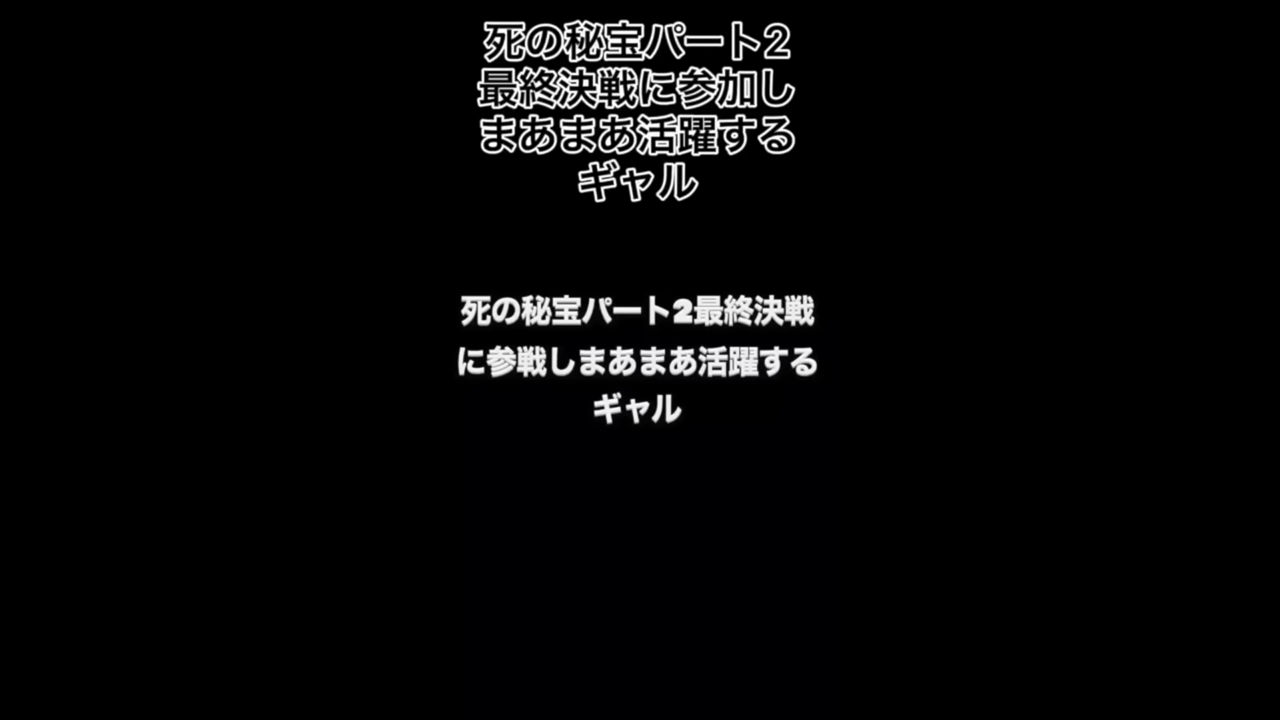 死の秘宝パート2
最終決戦に参加し
まあまあ活躍する
ギャル
死の秘宝パート2最終決戦
に参戦しまあまあ活躍する
ギャル